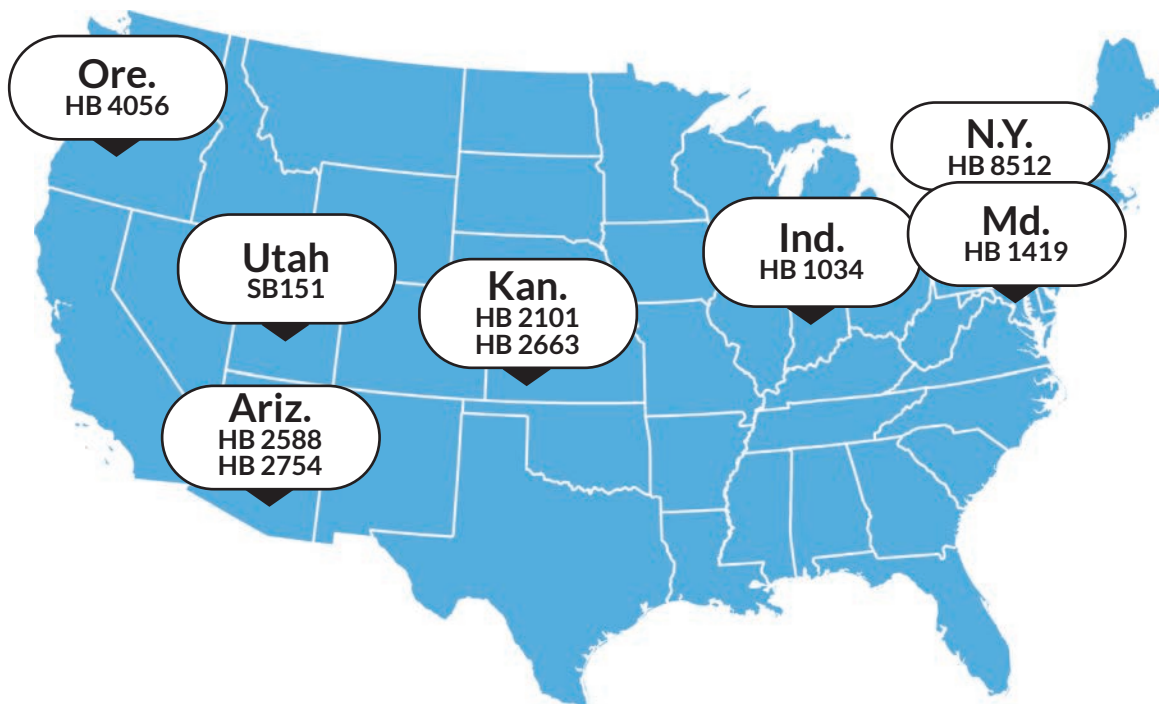 Ore.
HB 4056
N.Y.
HB 8512
Md.
HB 1419
Ind.
HB 1034
Utah
SB151
Kan.
HB 2101
HB 2663
Ariz.
HB 2588
HB 2754